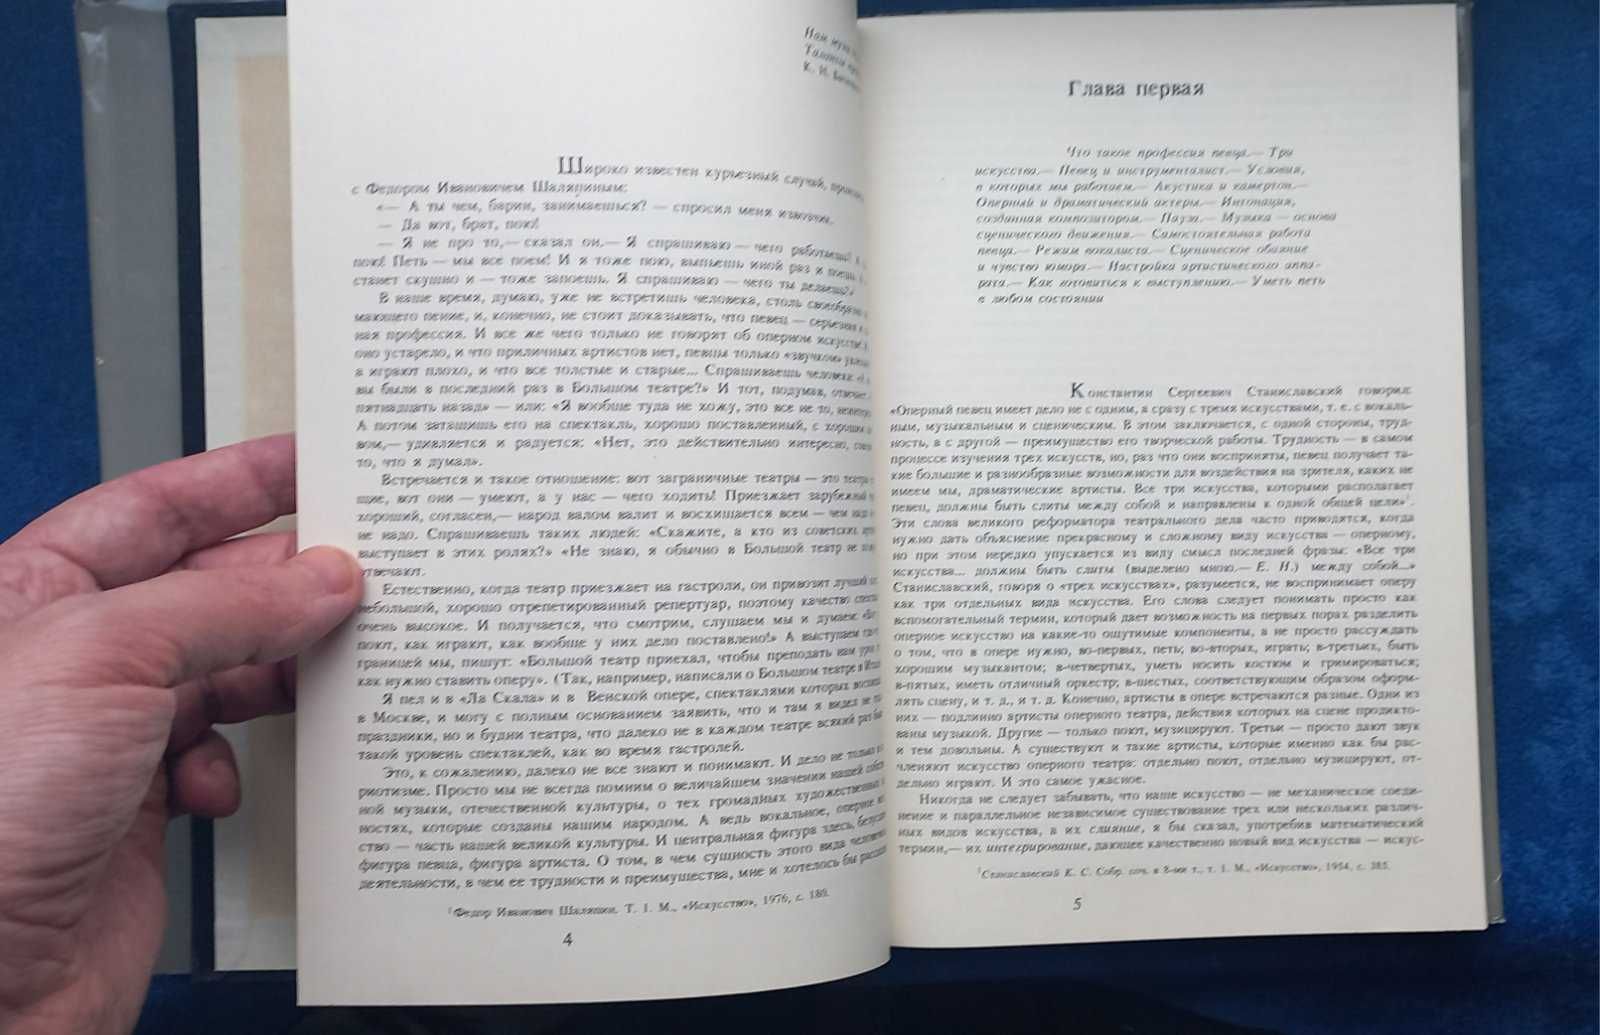 Нам
К. И.
Широко известен курьезный случай,
с Федором Ивановичем Шаляпиным:
«— А ты чем, барин, занимаешься? — спросил меня извозчик.
— Да вот, брат, пою!
— Я не про то,— сказал он.— Я спрашиваю — чего работаешь?
пою! Петь — мы все поем! И я тоже пою, выпьешь иной раз и поешь.
станет скушно и — тоже запоешь. Я спрашиваю — чего ты делаешь?»
В наше время, думаю, уже не встретишь человека, столь
мающего пение, и, конечно, не стоит доказывать, что певец — серьезная
ная профессия. И все же чего только не говорят об оперном искусстве:
оно устарело, и что приличных артистов нет, певцы только «звучком»
а играют плохо, и что все толстые и старые... Спрашиваешь человека:
вы были в последний раз в Большом театре?» И тот, подумав, отвечает:
пятнадцать назад» — или: «Я вообще туда не хожу, это все не то,
А потом заташишь его на спектакль, хорошо поставленный, с хорошим
вом,— удивляется и радуется: «Нет, это действительно интересно,
то, что я думал».
Встречается и такое отношение: вот заграничные театры — это театры
щие, вот они — умеют, а у нас — чего ходить! Приезжает зарубежный
хороший, согласен,— народ валом валит и восхищается всем — чем надо
не надо. Спрашиваешь таких людей: «Скажите, а кто из советских
выступает в этих ролях?» «Не знаю, я обычно в Большой театр не
отвечают.
Естественно, когда театр приезжает на гастроли, он привозит лучший
небольшой, хорошо отрепетированный репертуар, поэтому качество
очень высокое. И получается, что смотрим, слушаем мы и думаем:
поют, как играют, как вообще у них дело поставлено!» А выступаем
границей мы, пишут: «Большой театр приехал, чтобы преподать нам урок
как нужно ставить оперу». (Так, например, написали о Большом театре в
Я пел и в «Ла Скала» и в Венской опере, спектаклями которых
в Москве, и могу с полным основанием заявить, что и там я видел не
праздники, но и будни театра, что далеко не в каждом театре всякий раз
такой уровень спектаклей, как во время гастролей.
Это, к сожалению, далеко не все знают и понимают. И дело не только
риотизме. Просто мы не всегда помним о величайшем значении нашей
ной музыки, отечественной культуры, о тех громадных художественных
ностях, которые созданы нашим народом. А ведь вокальное, оперное
ство — часть нашей великой культуры. И центральная фигура здесь,
фигура певца, фигура артиста. О том, в чем сущность этого вида человека
деятельности, в чем ее трудности и преимущества, мне и хотелось бы
¹ Федор Иванович Шаляпин. Т. 1. М., «Искусство», 1976, с. 189.
4
Глава первая
Что такое профессия певца.— Три
искусства.— Певец и инструменталист.— Условия,
в которых мы работаем.— Акустика и камертон.—
Оперный и драматический актеры.— Интонация,
созданная композитором.— Пауза.— Музыка — основа
сценического движения.— Самостоятельная работа
певца.— Режим вокалиста.— Сценическое обаяние
и чувство юмора.— Настройка артистического аппа-
рата.— Как готовиться к выступлению.— Уметь петь
в любом состоянии
Константин Сергеевич Станиславский говорил:
«Оперный певец имеет дело не с одним, а сразу с тремя искусствами, т. е. с вокаль-
ным, музыкальным и сценическим. В этом заключается, с одной стороны, труд-
ность, а с другой — преимущество его творческой работы. Трудность — в самом
процессе изучения трех искусств, но, раз что они восприняты, певец получает та-
кие большие и разнообразные возможности для воздействия на зрителя, каких не
имеем мы, драматические артисты. Все три искусства, которыми располагает
певец, должны быть слиты между собой и направлены к одной общей цели»¹.
Эти слова великого реформатора театрального дела часто приводятся, когда
нужно дать объяснение прекрасному и сложному виду искусства — оперному,
но при этом нередко упускается из виду смысл последней фразы: «Все три
искусства... должны быть слиты (выделено мною.— Е. Н.) между собой...»
Станиславский, говоря о «трех искусствах», разумеется, не воспринимает оперу
как три отдельных вида искусства. Его слова следует понимать просто как
вспомогательный термин, который дает возможность на первых порах разделить
оперное искусство на какие-то ощутимые компоненты, а не просто рассуждать
о том, что в опере нужно, во-первых, петь; во-вторых, играть; в-третьих, быть
хорошим музыкантом; в-четвертых, уметь носить костюм и гримироваться;
в-пятых, иметь отличный оркестр; в-шестых, соответствующим образом оформ-
лять сцену, и т. д., и т. д. Конечно, артисты в опере встречаются разные. Одни из
них — подлинно артисты оперного театра, действия которых на сцене продикто-
ваны музыкой. Другие — только поют, музицируют. Третьи — просто дают звук
и тем довольны. А существуют и такие артисты, которые именно как бы рас-
членяют искусство оперного театра: отдельно поют, отдельно музицируют, от-
дельно играют. И это самое ужасное.
Никогда не следует забывать, что наше искусство — не механическое соеди-
нение и параллельное независимое существование трех или нескольких различ-
ных видов искусства, а их слияние, я бы сказал, употребив математический
термин,— их интегрирование, дающее качественно новый вид искусства — искус-
¹ Станиславский К. С. Собр. соч. в 8-ми т., т. 1. М., «Искусство», 1954, с. 385.
5